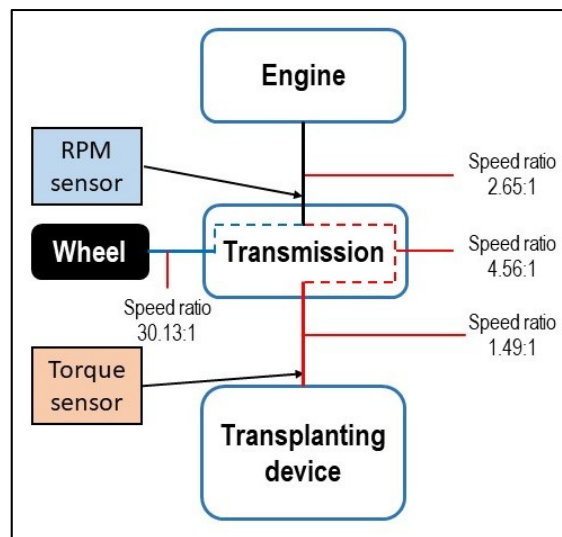 Engine
RPM
sensor
Speed ratio
2.65:1
Wheel
Transmission
Speed ratio
4.56:1
Speed ratio
30.13:1
Speed ratio
1.49:1
Torque
sensor
Transplanting
device